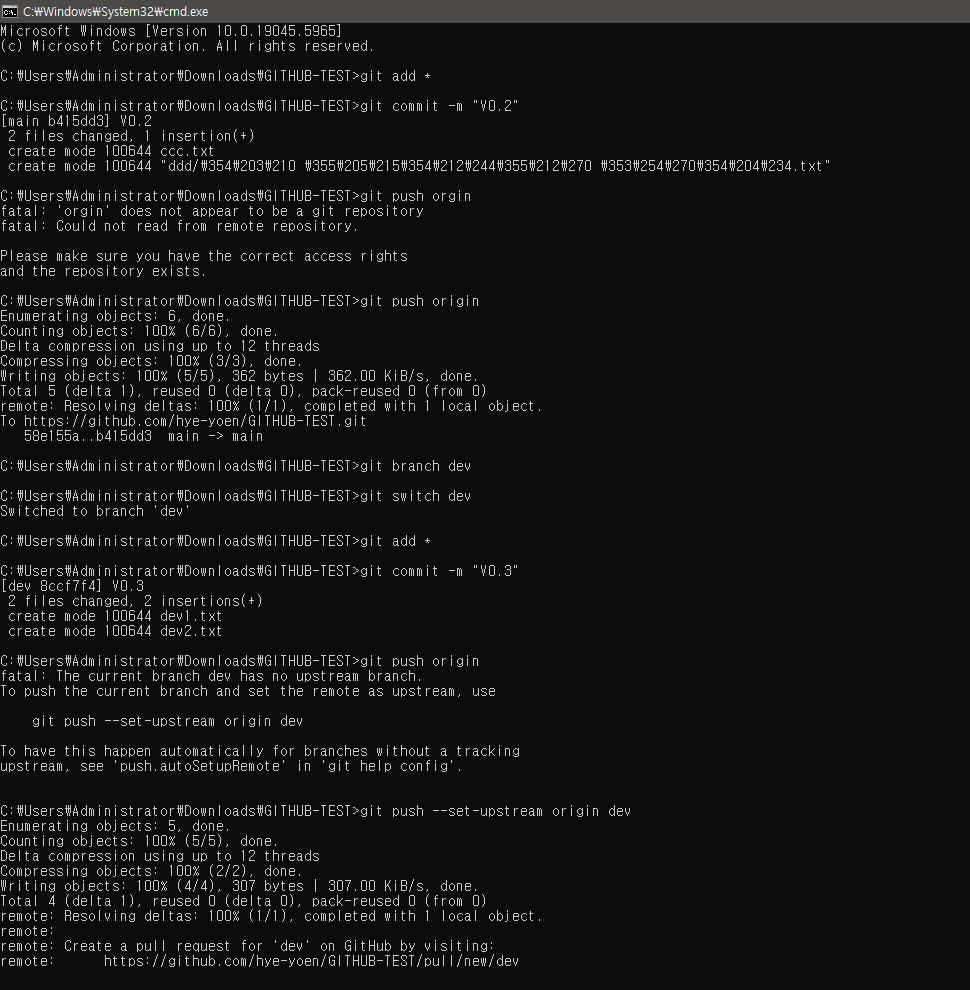 C:₩Windows₩System32₩cmd.exe
Microsoft Windows [Version 10.0.19045.5965]
(c) Microsoft Corporation. All rights reserved.
C:₩Users₩Administrator₩Downloads₩GITHUB-TEST>git add *
C:₩Users₩Administrator₩Downloads₩GITHUB-TEST>git commit -m "V0.2"
[main b415dd3] V0.2
2 files changed, 1 insertion(+)
create mode 100644 ccc.txt
create mode 100644 "ddd/₩354₩203₩210 ₩355₩205₩215₩354₩212₩244₩355₩212₩270 ₩353₩254₩270₩354₩204₩234.txt"
C:₩Users₩Administrator₩Downloads₩GITHUB-TEST>git push orgin
fatal: 'orgin' does not appear to be a git repository
fatal: Could not read from remote repository.
Please make sure you have the correct access rights
and the repository exists.
C:₩Users₩Administrator₩Downloads₩GITHUB-TEST>git push origin
Enumerating objects: 6, done.
Counting objects: 100% (6/6), done.
Delta compression using up to 12 threads
Compressing objects: 100% (3/3), done.
Writing objects: 100% (5/5), 362 bytes | 362.00 KiB/s, done.
Total 5 (delta 1), reused 0 (delta 0), pack-reused 0 (from 0)
remote: Resolving deltas: 100% (1/1), completed with 1 local object.
To https://github.com/hye-yoen/GITHUB-TEST.git
58e155a..b415dd3  main -> main
C:₩Users₩Administrator₩Downloads₩GITHUB-TEST>git branch dev
C:₩Users₩Administrator₩Downloads₩GITHUB-TEST>git switch dev
Switched to branch 'dev'
C:₩Users₩Administrator₩Downloads₩GITHUB-TEST>git add *
C:₩Users₩Administrator₩Downloads₩GITHUB-TEST>git commit -m "V0.3"
[dev 8ccf7f4] V0.3
2 files changed, 2 insertions(+)
create mode 100644 dev1.txt
create mode 100644 dev2.txt
C:₩Users₩Administrator₩Downloads₩GITHUB-TEST>git push origin
fatal: The current branch dev has no upstream branch.
To push the current branch and set the remote as upstream, use
git push --set-upstream origin dev
To have this happen automatically for branches without a tracking
upstream, see 'push.autoSetupRemote' in 'git help config'.
C:₩Users₩Administrator₩Downloads₩GITHUB-TEST>git push --set-upstream origin dev
Enumerating objects: 5, done.
Counting objects: 100% (5/5), done.
Delta compression using up to 12 threads
Compressing objects: 100% (2/2), done.
Writing objects: 100% (4/4), 307 bytes | 307.00 KiB/s, done.
Total 4 (delta 1), reused 0 (delta 0), pack-reused 0 (from 0)
remote: Resolving deltas: 100% (1/1), completed with 1 local object.
remote:
remote: Create a pull request for 'dev' on GitHub by visiting:
remote:      https://github.com/hye-yoen/GITHUB-TEST/pull/new/dev